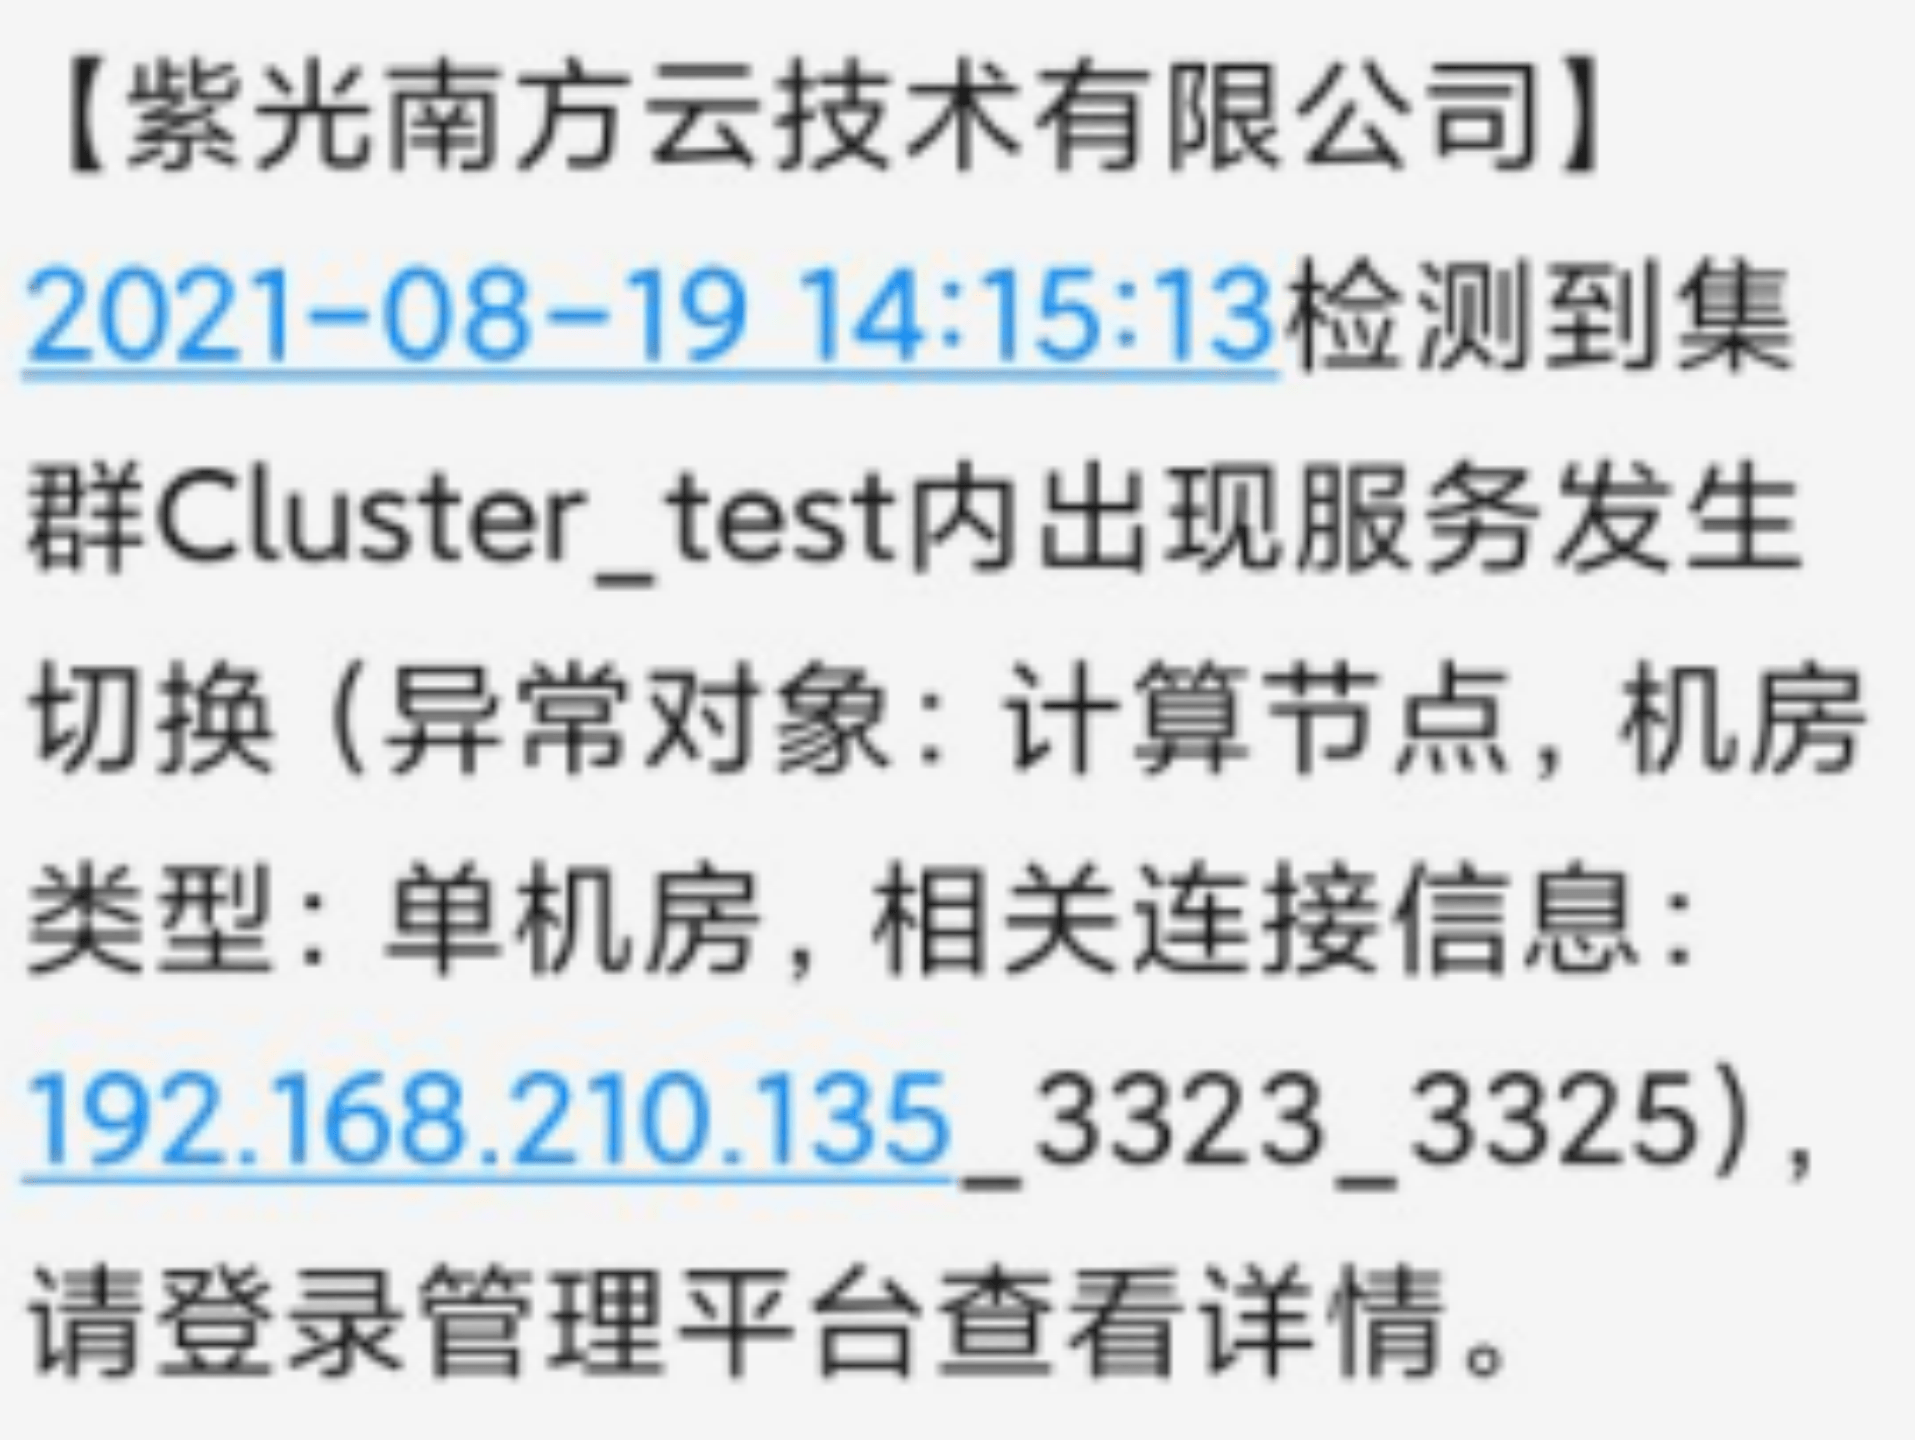 【紫光南方云技术有限公司】
2021-08-19 14:15:13检测到集
群Cluster_test内出现服务发生
切换（异常对象：计算节点，机房
类型：单机房，相关连接信息：
192.168.210.135_3323_3325），
请登录管理平台查看详情。